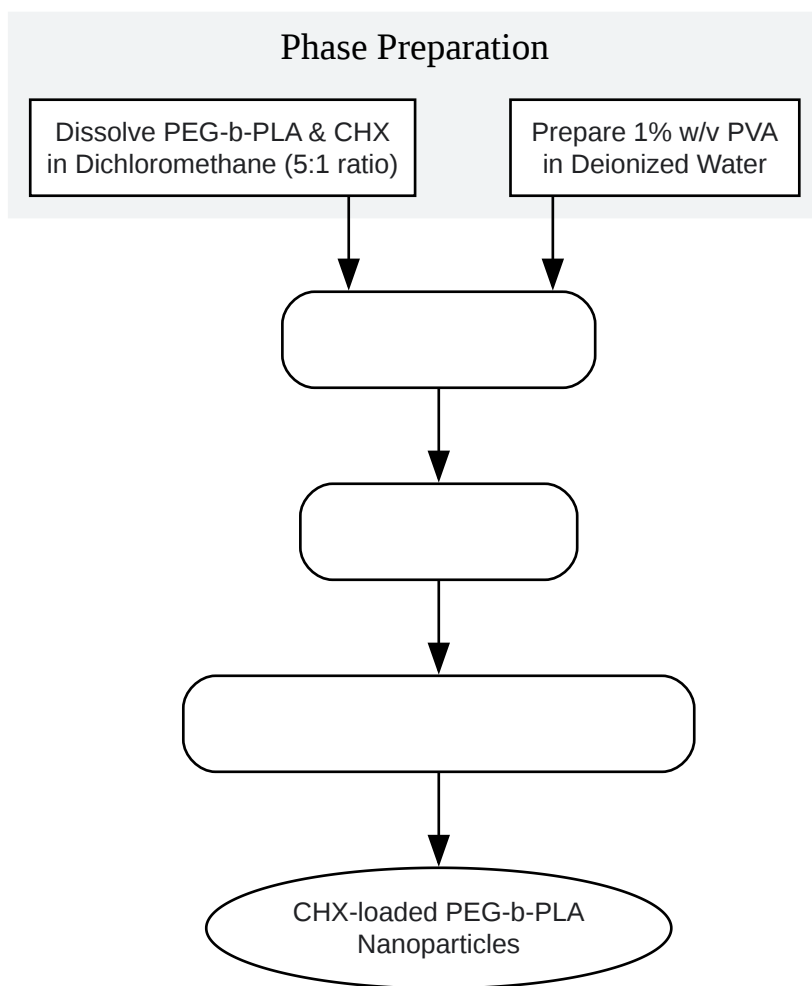 Phase Preparation
Dissolve PEG-b-PLA & CHX
in Dichloromethane (5:1 ratio)
Prepare 1% w/v PVA
in Deionized Water
CHX-loaded PEG-b-PLA
Nanoparticles